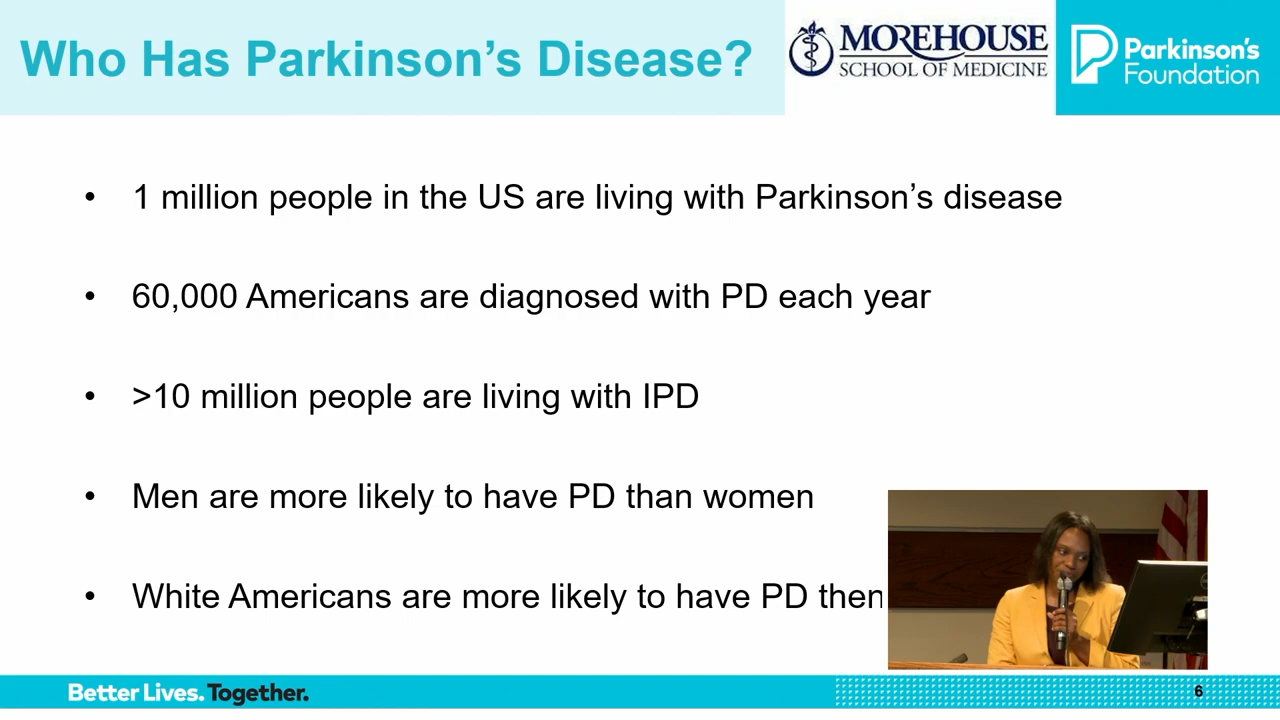 Who Has Parkinson's Disease?
MOREHOUSE
SCHOOL OF MEDICINE
Parkinson's
Foundation
• 1 million people in the US are living with Parkinson's disease
• 60,000 Americans are diagnosed with PD each year
• >10 million people are living with IPD
• Men are more likely to have PD than women
• White Americans are more likely to have PD then
Better Lives. Together.
6